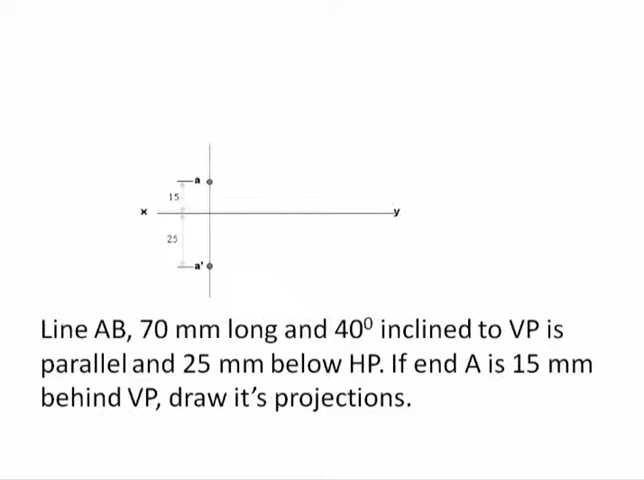 a
15
x y
25
a'
Line AB, 70 mm long and 40⁰ inclined to VP is
parallel and 25 mm below HP. If end A is 15 mm
behind VP, draw it's projections.